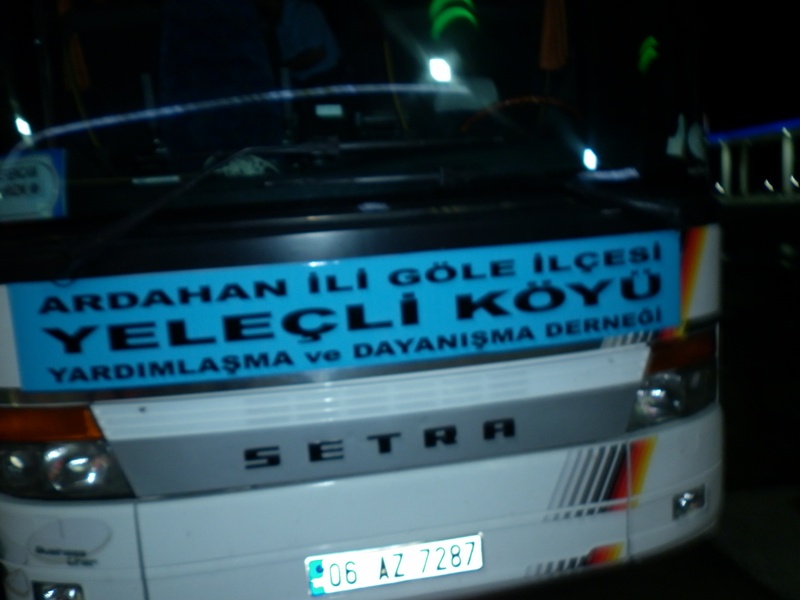 ARDAHAN İLİ GÖLE İLÇESİ
YELEÇLİ KÖYÜ
YARDIMLAŞMA ve DAYANIŞMA DERNEĞİ
SETRA
06 AZ 7287